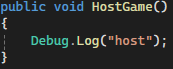 public void HostGame()
{
Debug.Log("host");
}